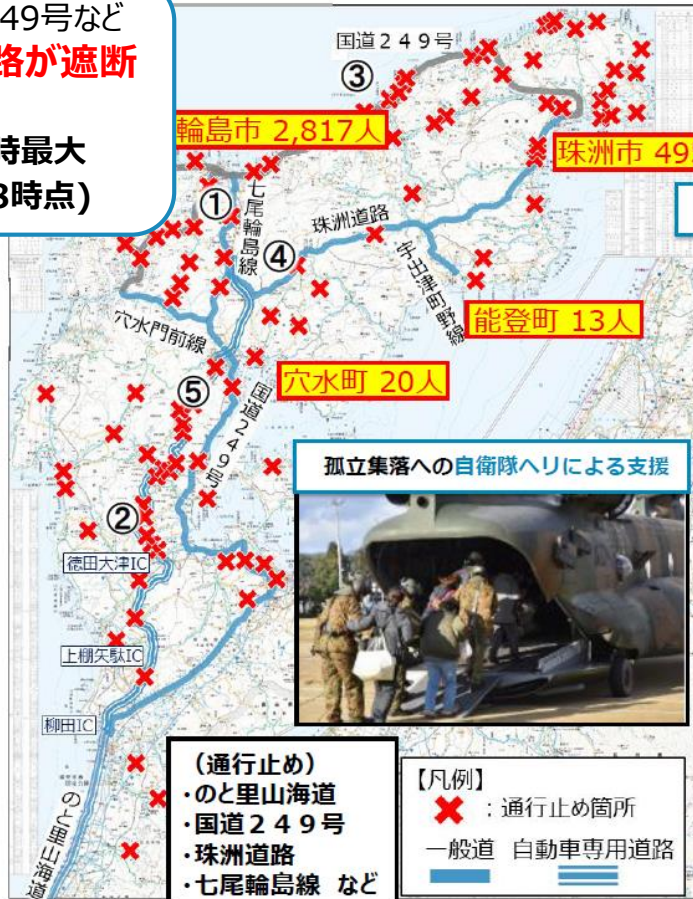 49号など
路が遮断
時最大
3時点)
国道２４９号
③
輪島市 2,817人
珠洲市 49
①
七尾輪島線
珠洲道路
④
宇出津町野線
能登町 13人
穴水門前線
穴水町 20人
⑤
国道２４９号
孤立集落への自衛隊ヘリによる支援
②
徳田大津IC
上棚矢駄IC
柳田IC
のと里山海道
(通行止め)
・のと里山海道
・国道２４９号
・珠洲道路
・七尾輪島線 など
【凡例】
：通行止め箇所
一般道 自動車専用道路